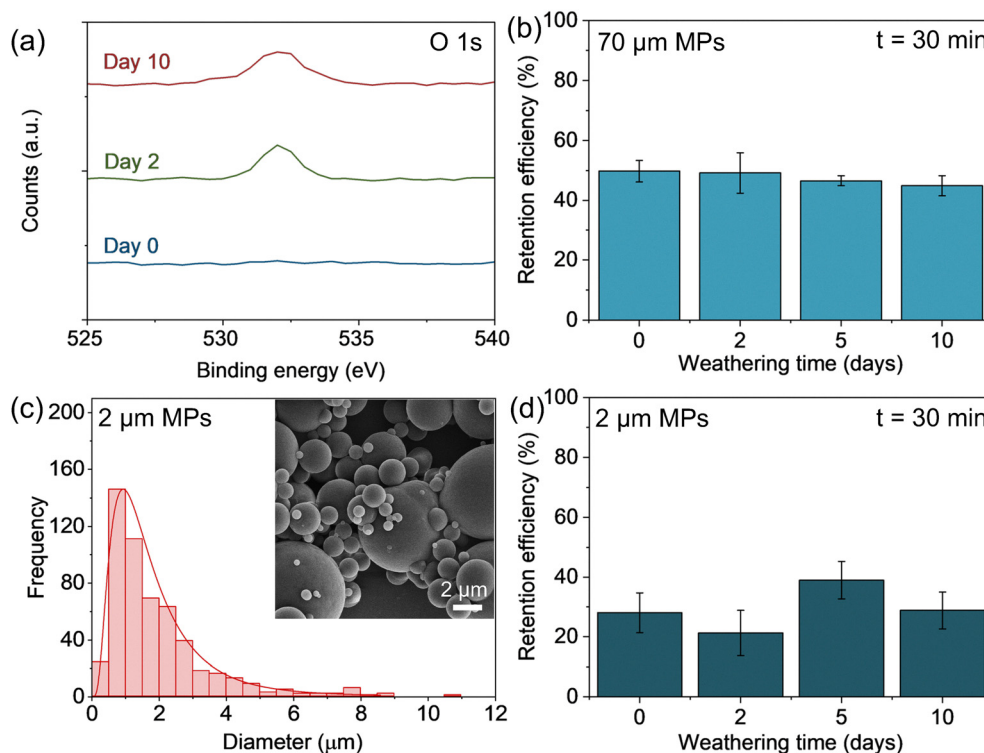 (a)
O 1s
Day 10
Day 2
Day 0
Counts (a.u.)
525 530 535 540
Binding energy (eV)
(b)
70 µm MPs t = 30 min
Retention efficiency (%)
100
80
60
40
20
0
0 2 5 10
Weathering time (days)
(c)
2 µm MPs
Frequency
200
160
120
80
40
0
2 µm
0 2 4 6 8 10 12
Diameter (µm)
(d)
2 µm MPs t = 30 min
Retention efficiency (%)
100
80
60
40
20
0
0 2 5 10
Weathering time (days)